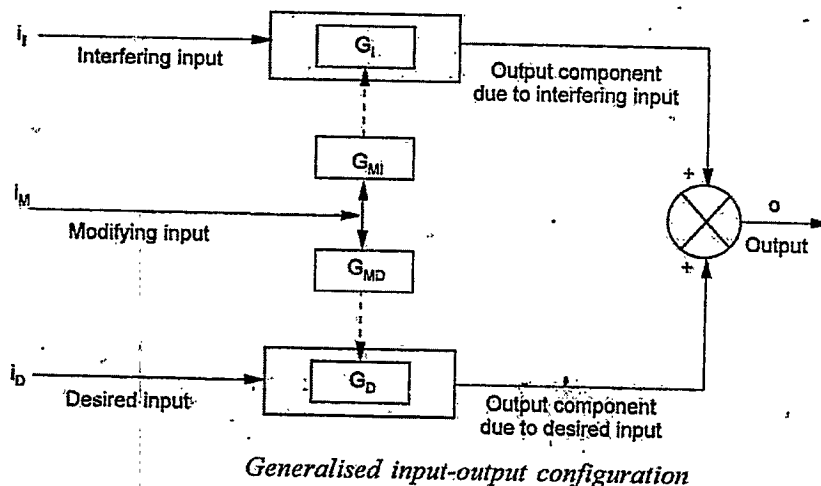 i_I
Interfering input
G_I
Output component
due to interfering input
G_MI
i_M
Modifying input
+
o
Output
+
G_MD
i_D
Desired input
G_D
Output component
due to desired input
Generalised input-output configuration